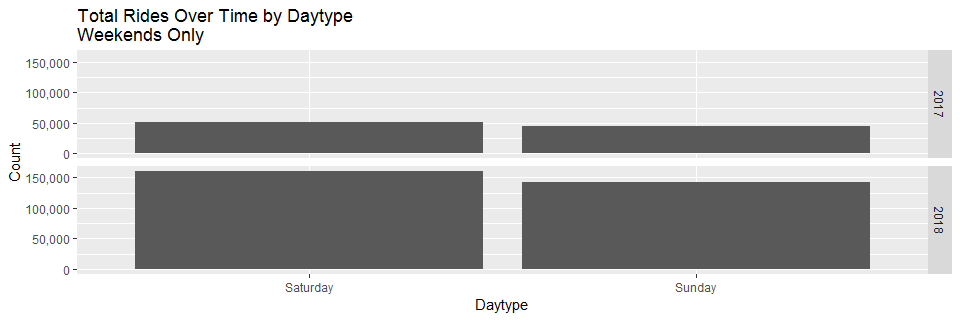 Total Rides Over Time by Daytype
Weekends Only
150,000
100,000
50,000
0
2017
150,000
100,000
50,000
0
2018
Count
Saturday
Sunday
Daytype